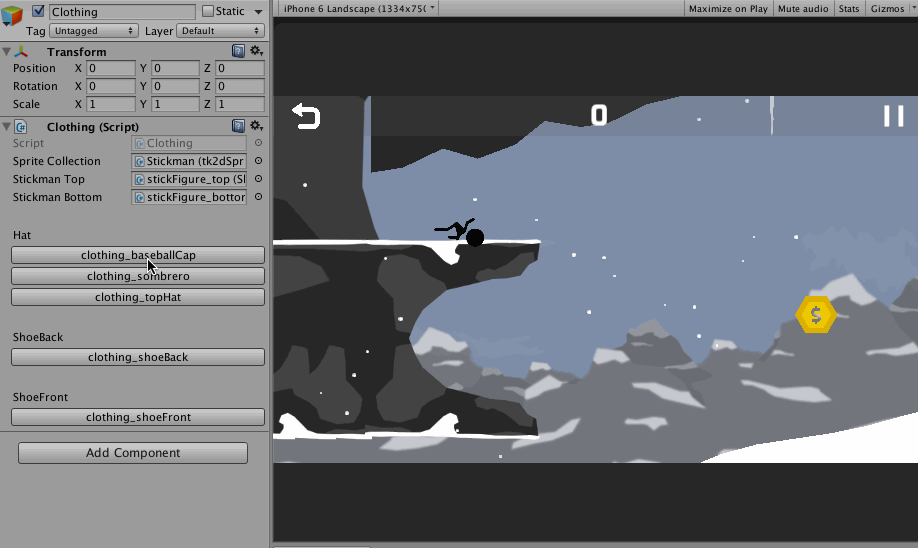 Clothing Static
Tag Untagged Layer Default
Transform
Position X 0 Y 0 Z 0
Rotation X 0 Y 0 Z 0
Scale X 1 Y 1 Z 1
Clothing (Script)
Script Clothing
Sprite Collection Stickman (tk2dSpr
Stickman Top stickFigure_top (Sl
Stickman Bottom stickFigure_bottor
Hat
clothing_baseballCap
clothing_sombrero
clothing_topHat
ShoeBack
clothing_shoeBack
ShoeFront
clothing_shoeFront
Add Component
iPhone 6 Landscape (1334x75( Maximize on Play Mute audio Stats Gizmos
0
$